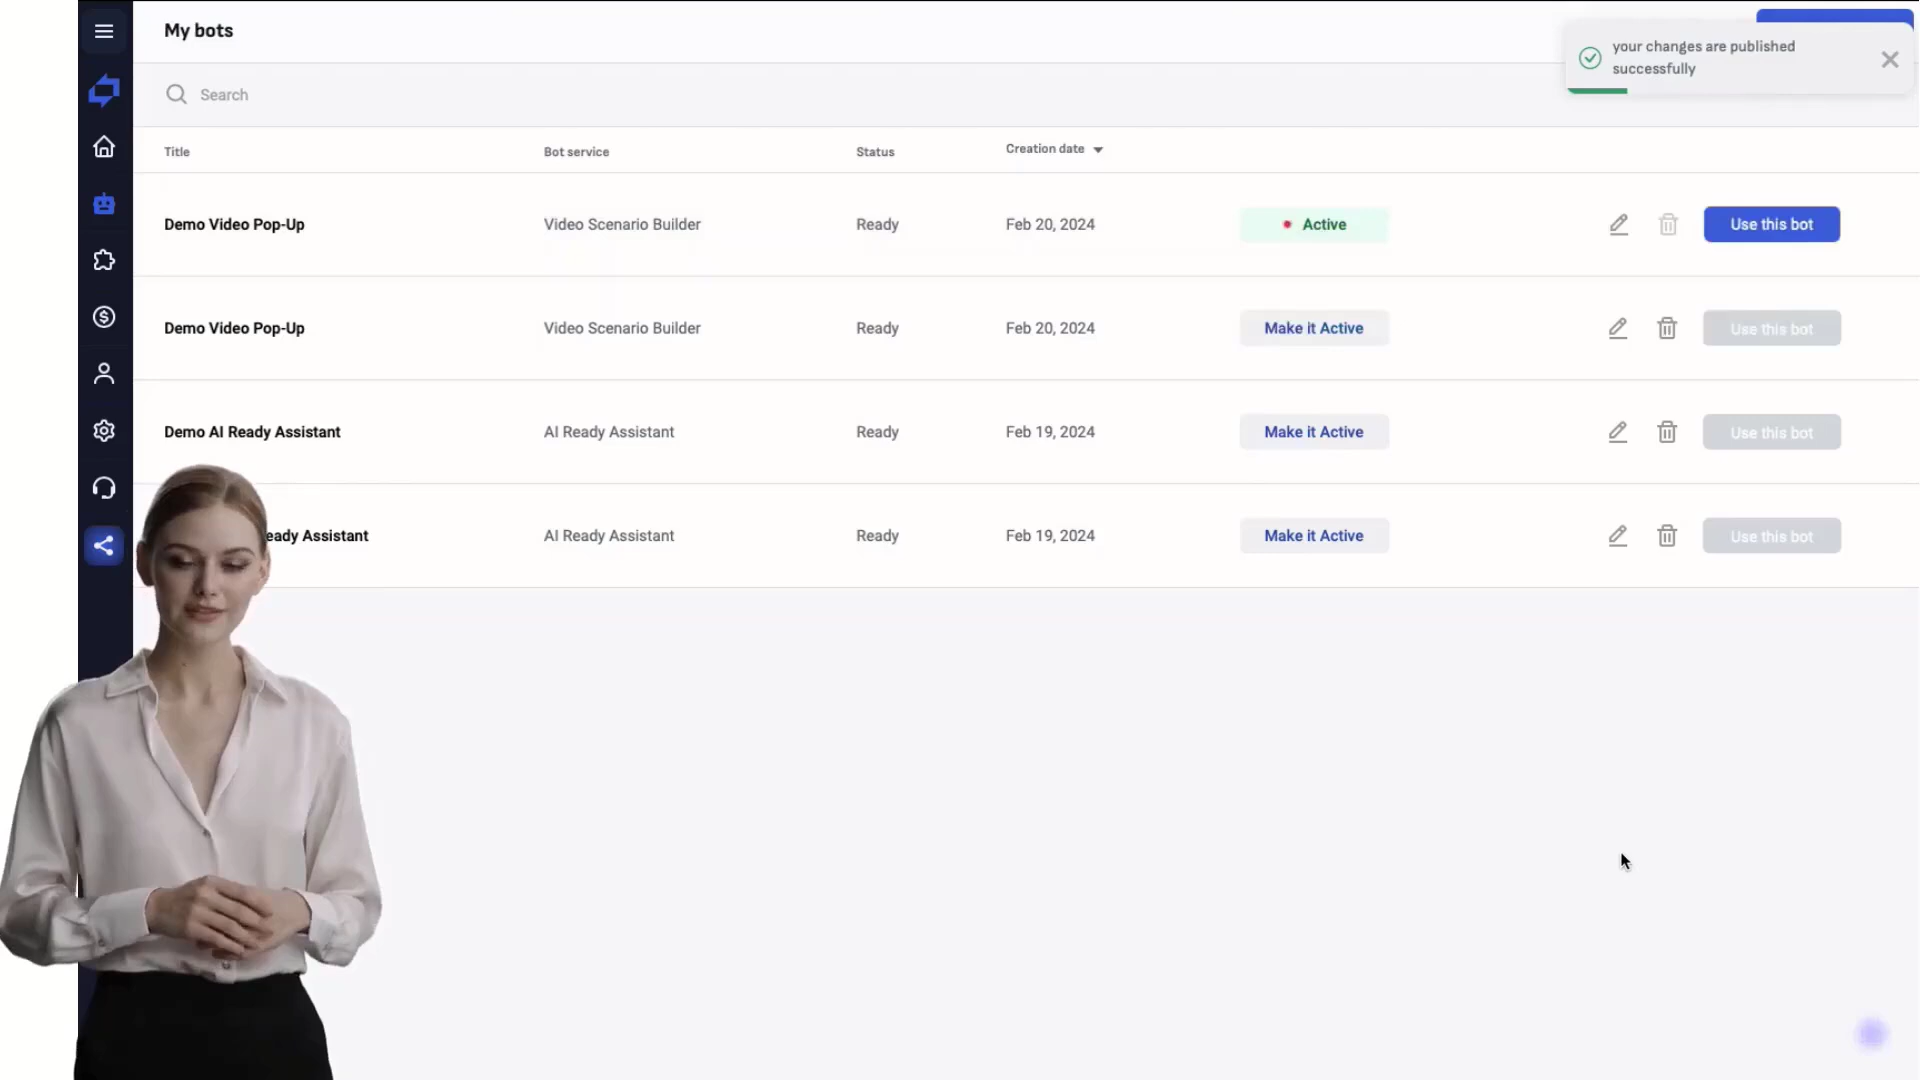 My bots
your changes are published
successfully
Search
Title Bot service Status Creation date
Demo Video Pop-Up Video Scenario Builder Ready Feb 20, 2024 Active Use this bot
Demo Video Pop-Up Video Scenario Builder Ready Feb 20, 2024 Make it Active Use this bot
Demo AI Ready Assistant AI Ready Assistant Ready Feb 19, 2024 Make it Active Use this bot
eady Assistant AI Ready Assistant Ready Feb 19, 2024 Make it Active Use this bot